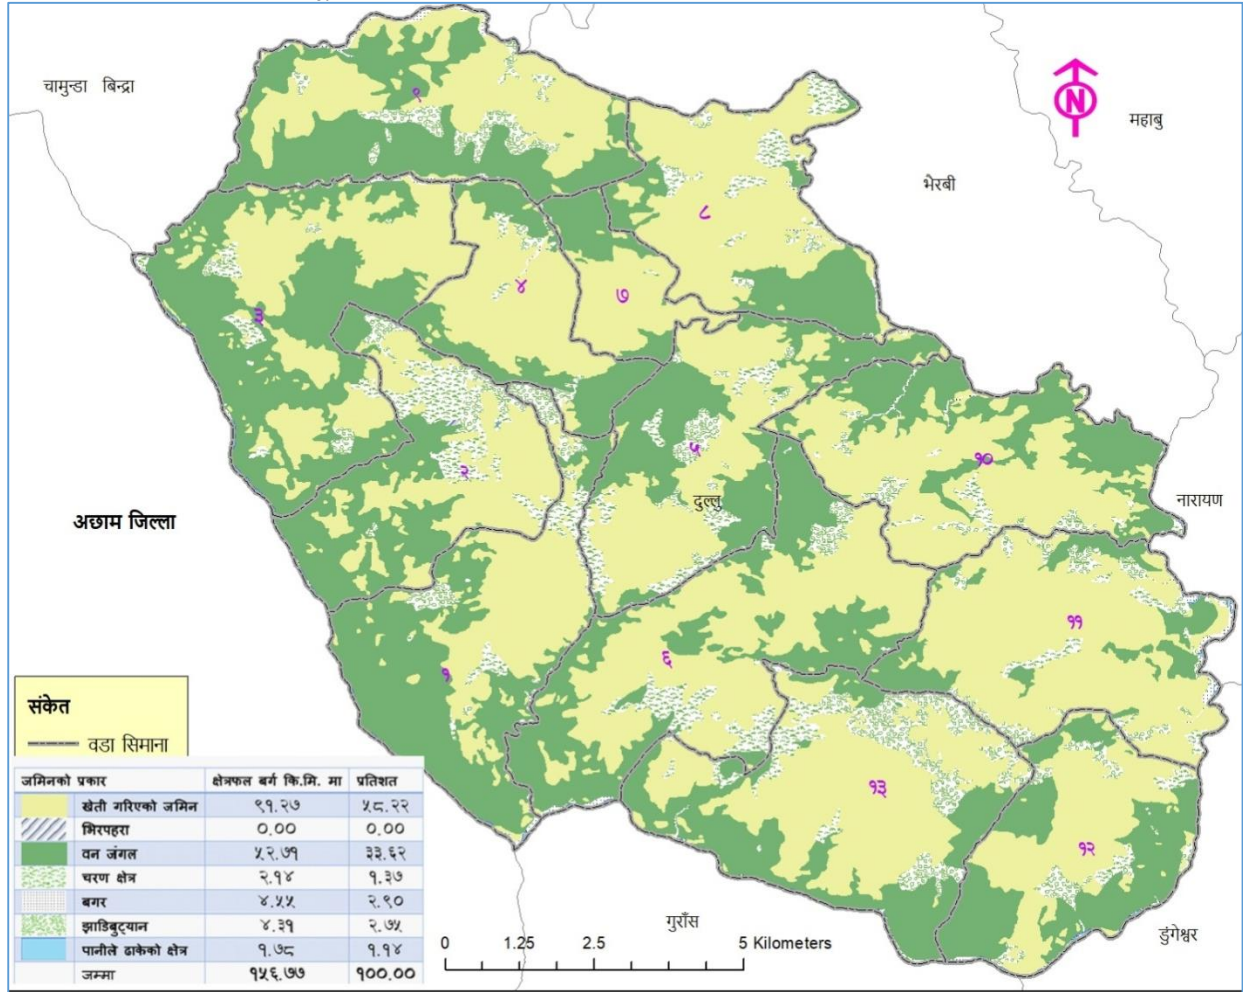 चामुन्डा बिन्द्रा
N
महाबु
भैरबी
९
८
४
७
३
५
२
१०
दुल्लु
नारायण
अछाम जिल्ला
११
६
१
१३
१२
गुराँस
डुंगेश्वर
संकेत
वडा सिमाना
जमिनको प्रकार क्षेत्रफल बर्ग कि.मि. मा प्रतिशत
खेती गरिएको जमिन ९१.२७ ५८.२२
भिरपहरा ०.०० ०.००
वन जंगल ५२.७१ ३३.६२
चरण क्षेत्र २.१४ १.३७
बगर ४.५५ २.९०
झाडिबुट्यान ४.३१ २.७५
पानीले ढाकेको क्षेत्र १.७८ १.१४
जम्मा १५६.७७ १००.००
0 1.25 2.5 5 Kilometers